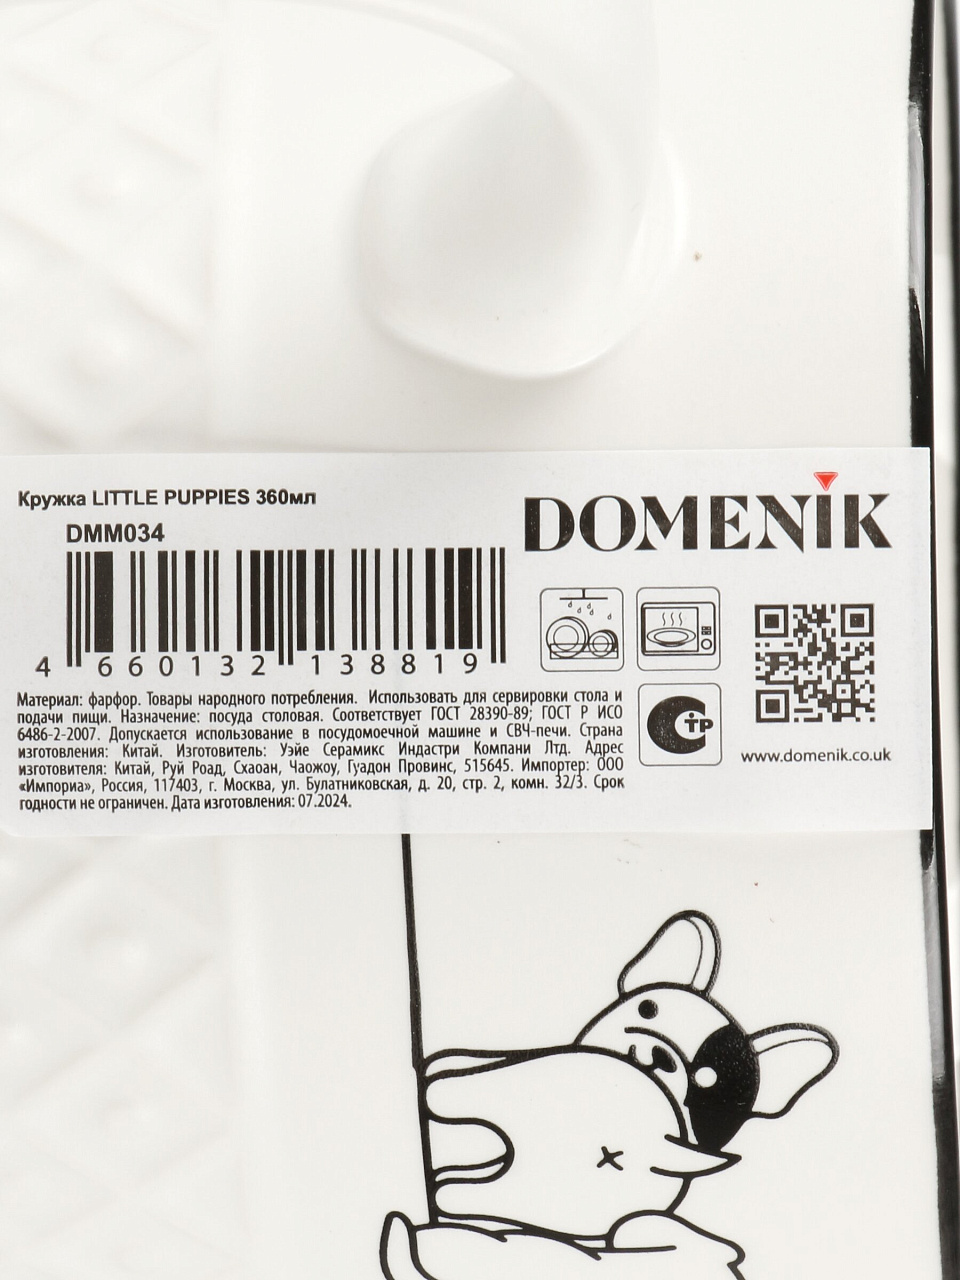 Кружка LITTLE PUPPIES 360мл
DMM034
4 660132 138819
DOMENIK
Материал: фарфор. Товары народного потребления. Использовать для сервировки стола и
подачи пищи. Назначение: посуда столовая. Соответствует ГОСТ 28390-89; ГОСТ Р ИСО
6486-2-2007. Допускается использование в посудомоечной машине и СВЧ-печи. Страна
изготовления: Китай. Изготовитель: Уэйе Серамикс Индастри Компани Лтд. Адрес
изготовителя: Китай, Руй Роад, Схаоан, Чаожоу, Гуадон Провинс, 515645. Импортер: ООО
«Импориа», Россия, 117403, г. Москва, ул. Булатниковская, д. 20, стр. 2, комн. 32/3. Срок
годности не ограничен. Дата изготовления: 07.2024.
СТР
www.domenik.co.uk